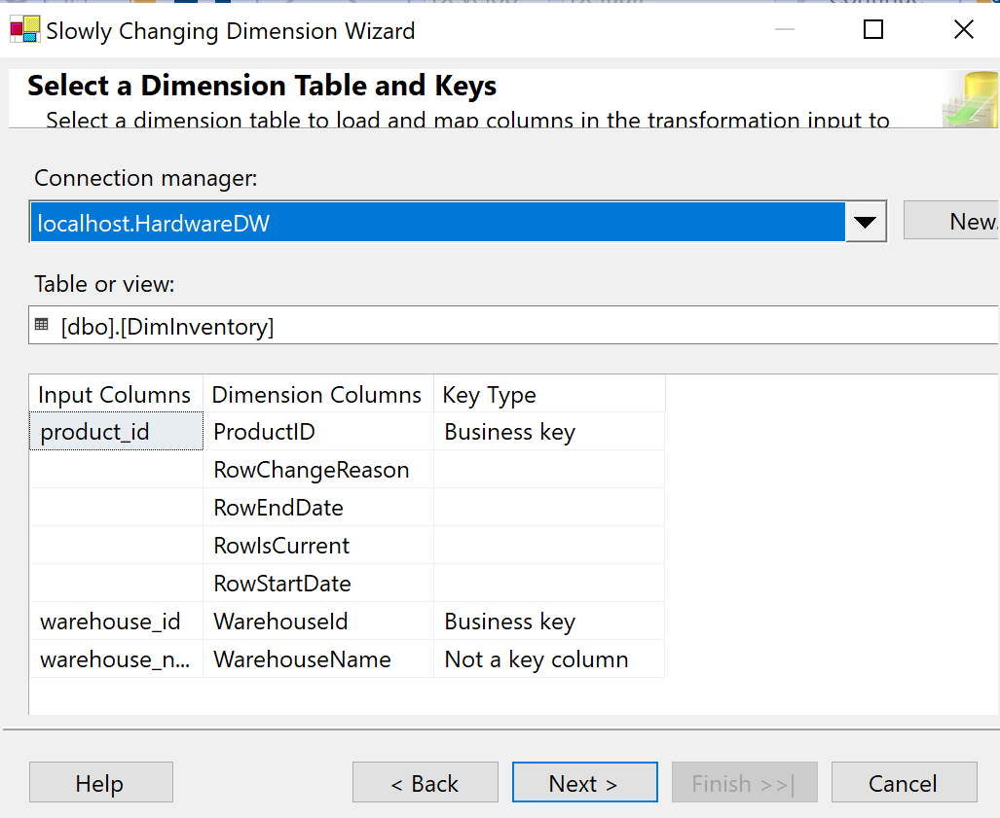 Slowly Changing Dimension Wizard
Select a Dimension Table and Keys
Select a dimension table to load and map columns in the transformation input to
Connection manager:
localhost.HardwareDW
New.
Table or view:
[dbo].[DimInventory]
Input Columns Dimension Columns Key Type
product_id ProductID Business key
RowChangeReason
RowEndDate
RowIsCurrent
RowStartDate
warehouse_id WarehouseId Business key
warehouse_n... WarehouseName Not a key column
Help < Back Next > Finish >>| Cancel